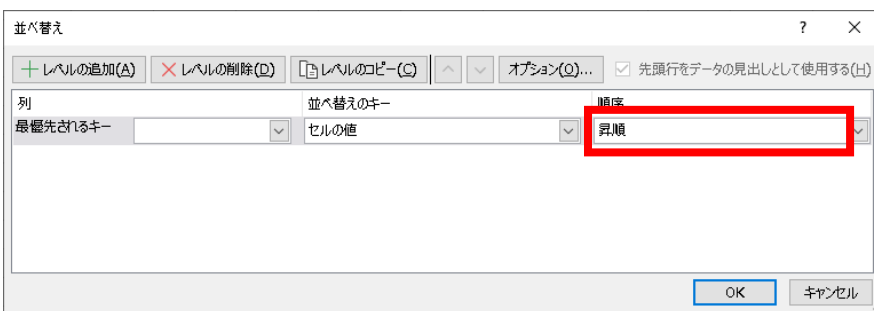 並べ替え ? ×
レベルの追加(A) レベルの削除(D) レベルのコピー(C) オプション(O)... 先頭行をデータの見出しとして使用する(H)
列 並べ替えのキー 順序
最優先されるキー セルの値 昇順
OK キャンセル